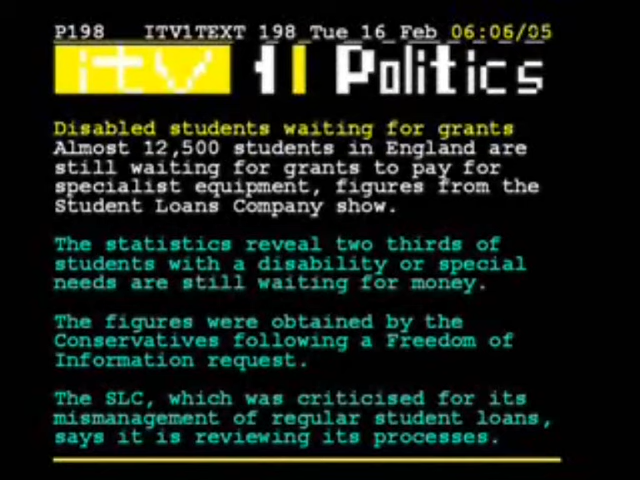 P198 ITV1TEXT 198 Tue 16 Feb 06:06/05
itv 1 Politics
Disabled students waiting for grants
Almost 12,500 students in England are
still waiting for grants to pay for
specialist equipment, figures from the
Student Loans Company show.
The statistics reveal two thirds of
students with a disability or special
needs are still waiting for money.
The figures were obtained by the
Conservatives following a Freedom of
Information request.
The SLC, which was criticised for its
mismanagement of regular student loans,
says it is reviewing its processes.